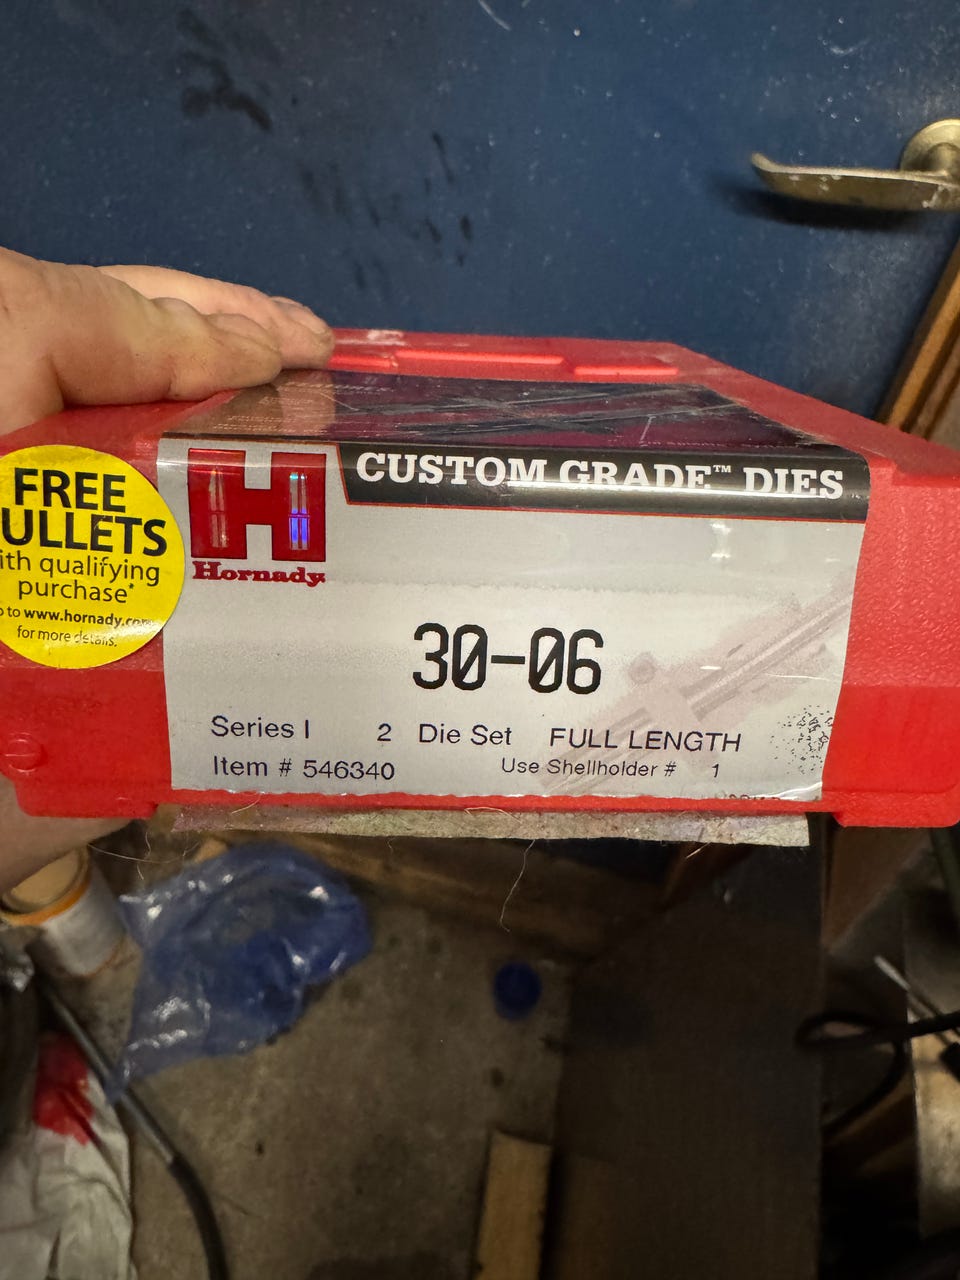 FREE
ULLETS
ith qualifying
purchase*
to www.hornady.com
for more details.
CUSTOM GRADE™ DIES
H
Hornady
30-06
Series I 2 Die Set FULL LENGTH
Item # 546340 Use Shellholder # 1